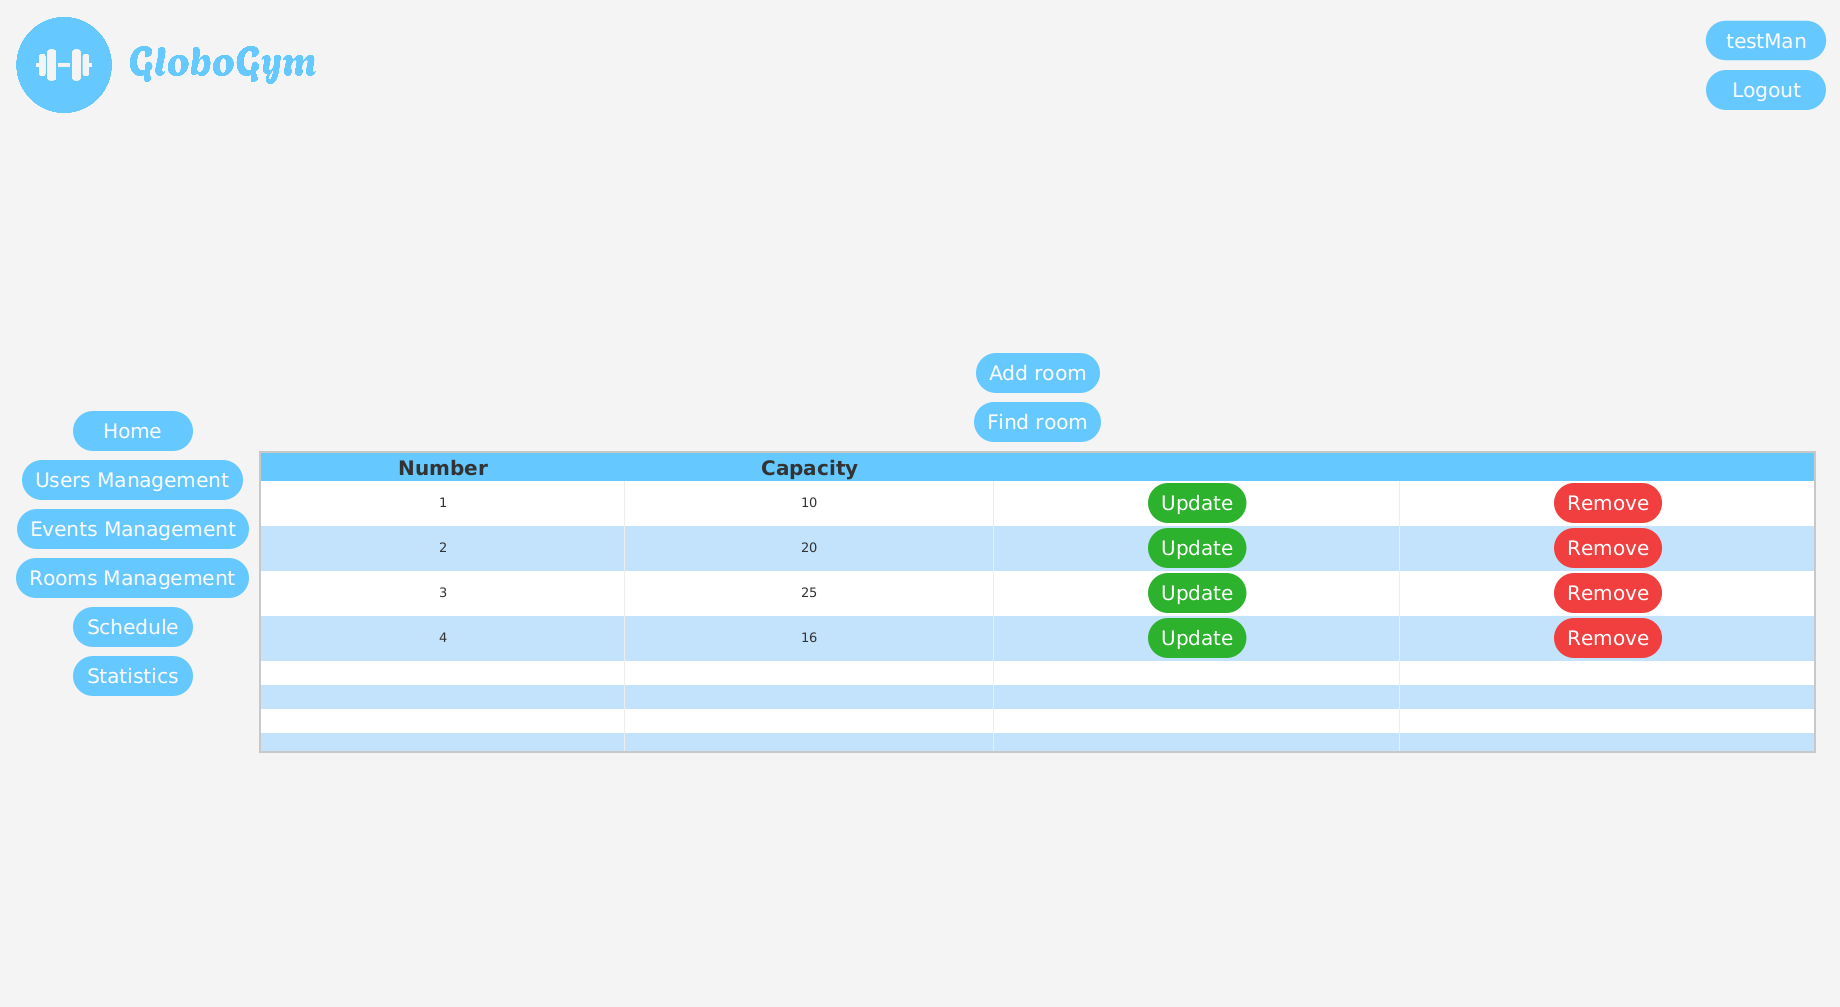 GloboGym
testMan
Logout
Add room
Find room
Home
Users Management
Events Management
Rooms Management
Schedule
Statistics
Number Capacity
1 10 Update Remove
2 20 Update Remove
3 25 Update Remove
4 16 Update Remove